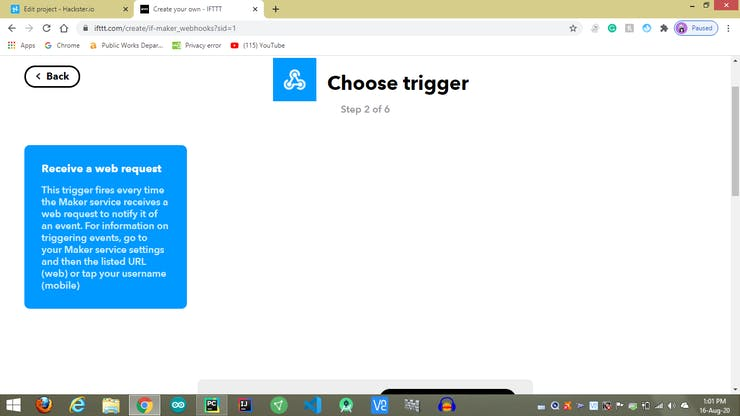 Edit project - Hackster.io
Create your own - IFTTT
ifttt.com/create/if-maker_webhooks?sid=1
Paused
Apps
Chrome
Public Works Depar...
Privacy error
(115) YouTube
Back
Choose trigger
Step 2 of 6
Receive a web request
This trigger fires every time
the Maker service receives a
web request to notify it of
an event. For information on
triggering events, go to
your Maker service settings
and then the listed URL
(web) or tap your username
(mobile)
1:01 PM
16-Aug-20